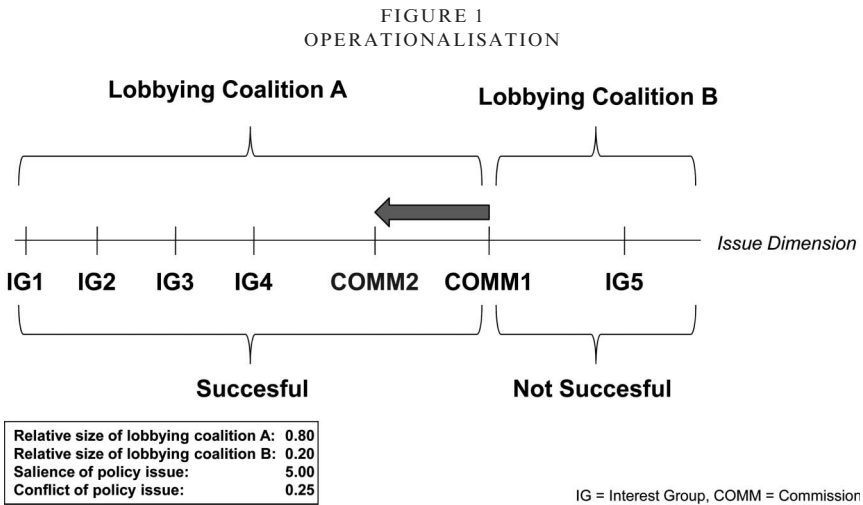 FIGURE 1
OPERATIONALISATION
Lobbying Coalition A
Lobbying Coalition B
Issue Dimension
IG1 IG2 IG3 IG4 COMM2 COMM1 IG5
Succesful
Not Succesful
Relative size of lobbying coalition A: 0.80
Relative size of lobbying coalition B: 0.20
Salience of policy issue: 5.00
Conflict of policy issue: 0.25
IG = Interest Group, COMM = Commission